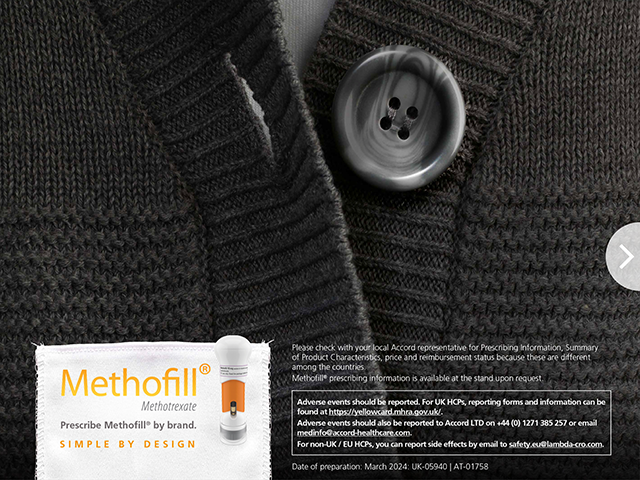 Please check with your local Accord representative for Prescribing Information, Summary
of Product Characteristics, price and reimbursement status because these are different
among the countries
Methofill® prescribing information is available at the stand upon request.
Methofill®
Methotrexate
Prescribe Methofill® by brand.
SIMPLE BY DESIGN
Adverse events should be reported. For UK HCPs, reporting forms and information can be
found at https://yellowcard.mhra.gov.uk/.
Adverse events should also be reported to Accord LTD on +44 (0) 1271 385 257 or email
medinfo@accord-healthcare.com.
For non-UK / EU HCPs, you can report side effects by email to safety.eu@lambda-cro.com.
Date of preparation: March 2024: UK-05940 | AT-01758